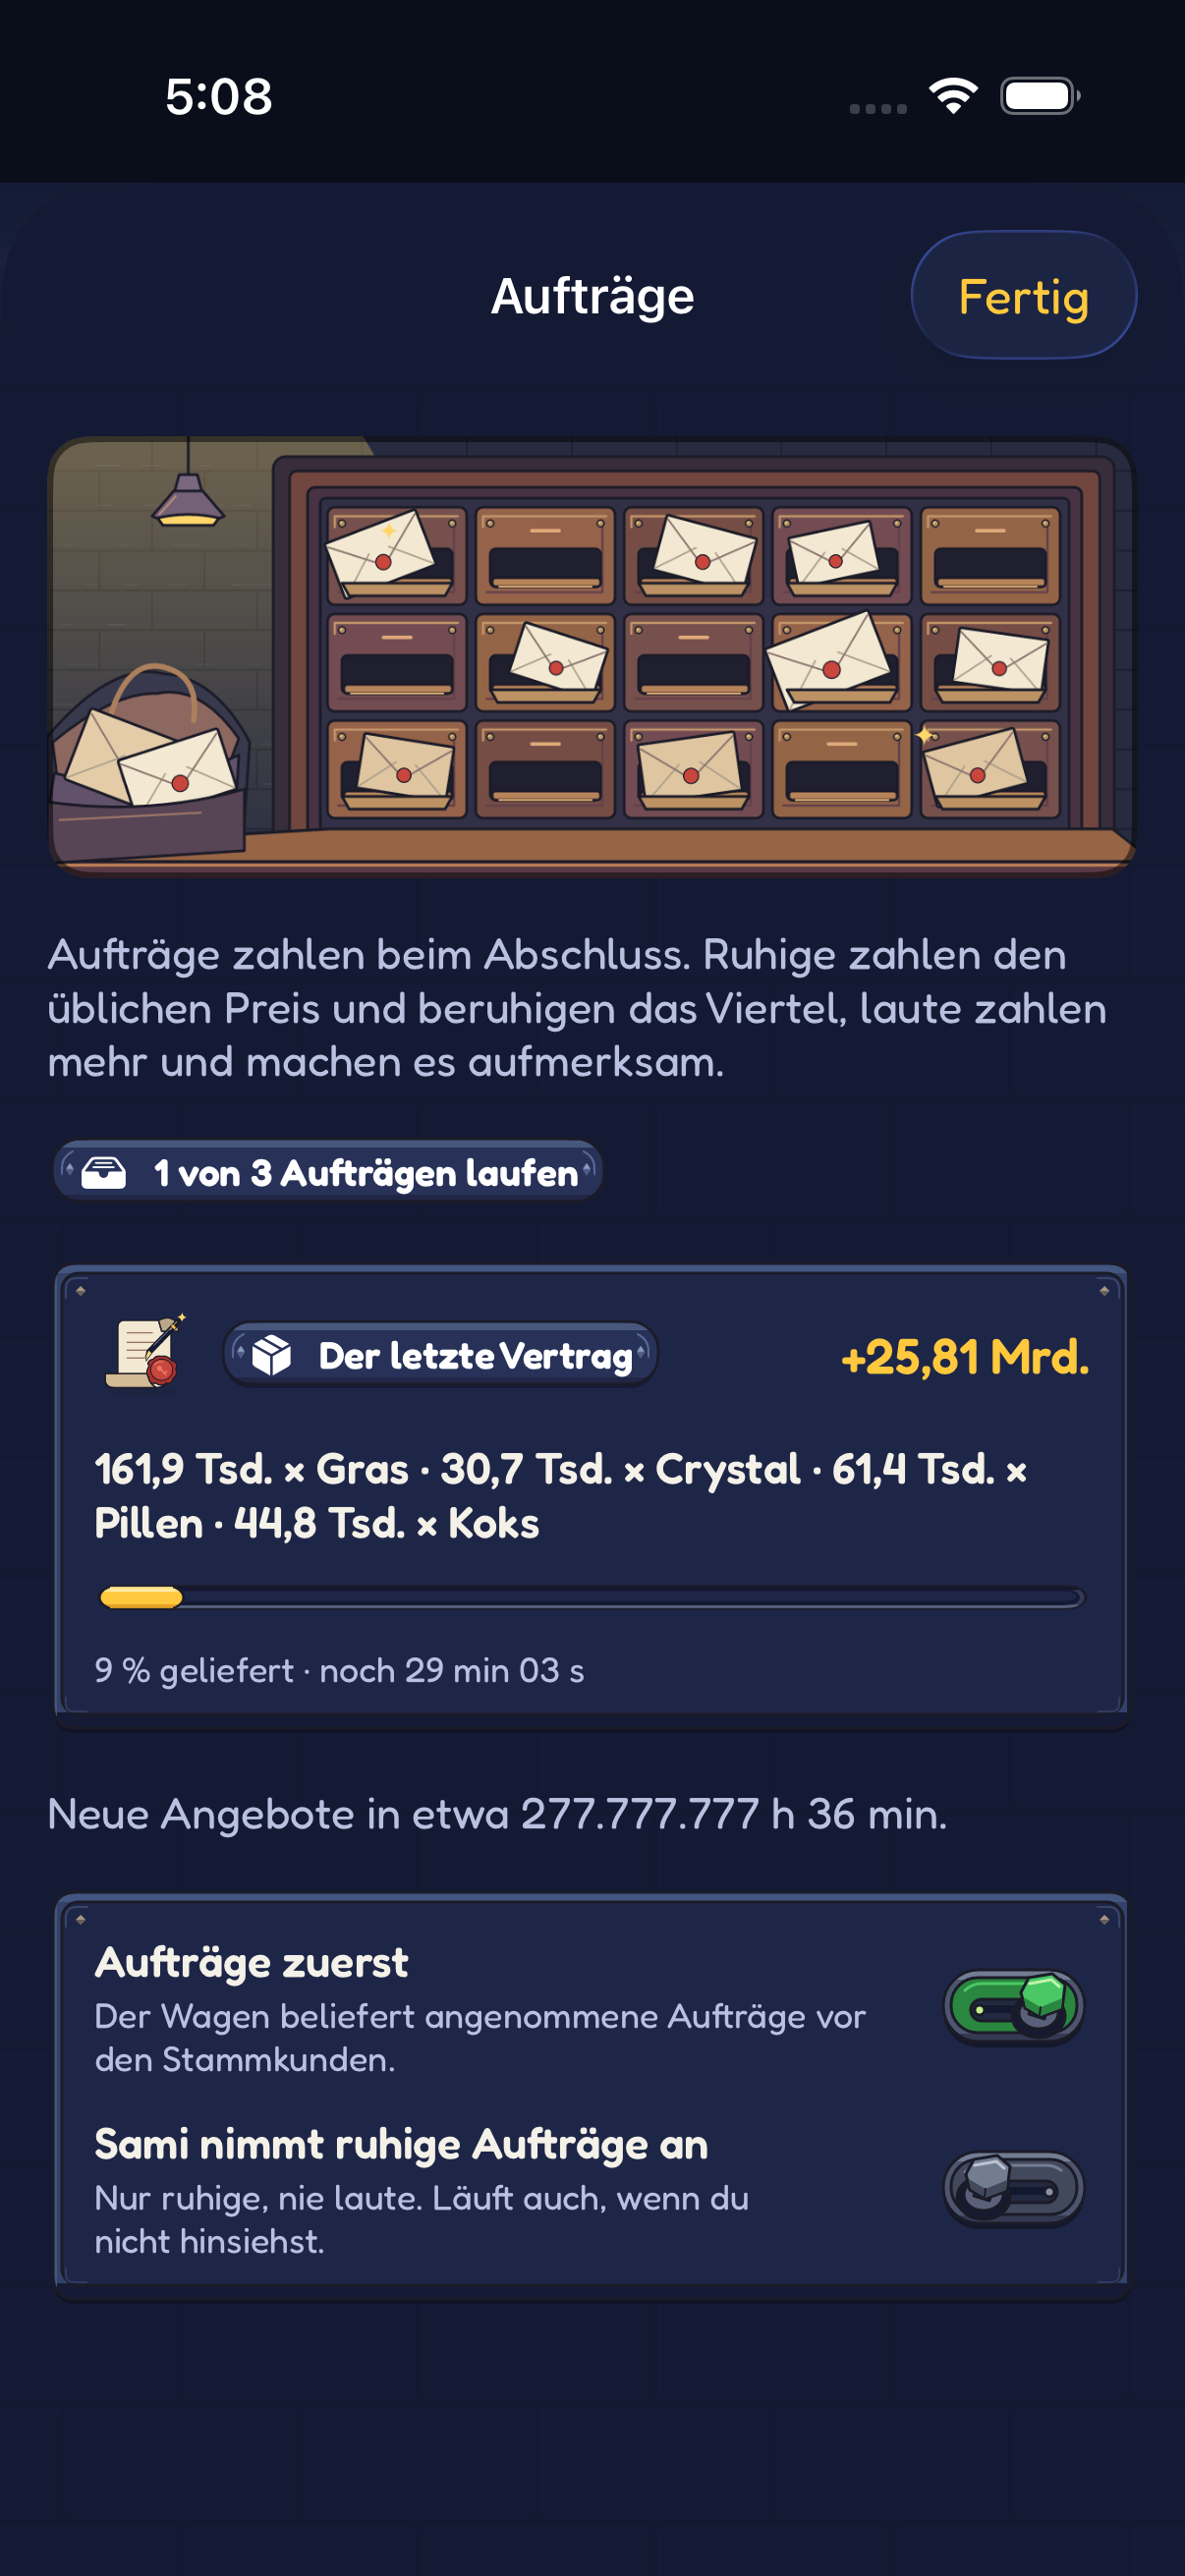 5:08
Aufträge
Fertig
Aufträge zahlen beim Abschluss. Ruhige zahlen den
üblichen Preis und beruhigen das Viertel, laute zahlen
mehr und machen es aufmerksam.
1 von 3 Aufträgen laufen
Der letzte Vertrag
+25,81 Mrd.
161,9 Tsd. × Gras · 30,7 Tsd. × Crystal · 61,4 Tsd. ×
Pillen · 44,8 Tsd. × Koks
9 % geliefert · noch 29 min 03 s
Neue Angebote in etwa 277.777.777 h 36 min.
Aufträge zuerst
Der Wagen beliefert angenommene Aufträge vor
den Stammkunden.
Sami nimmt ruhige Aufträge an
Nur ruhige, nie laute. Läuft auch, wenn du
nicht hinsiehst.